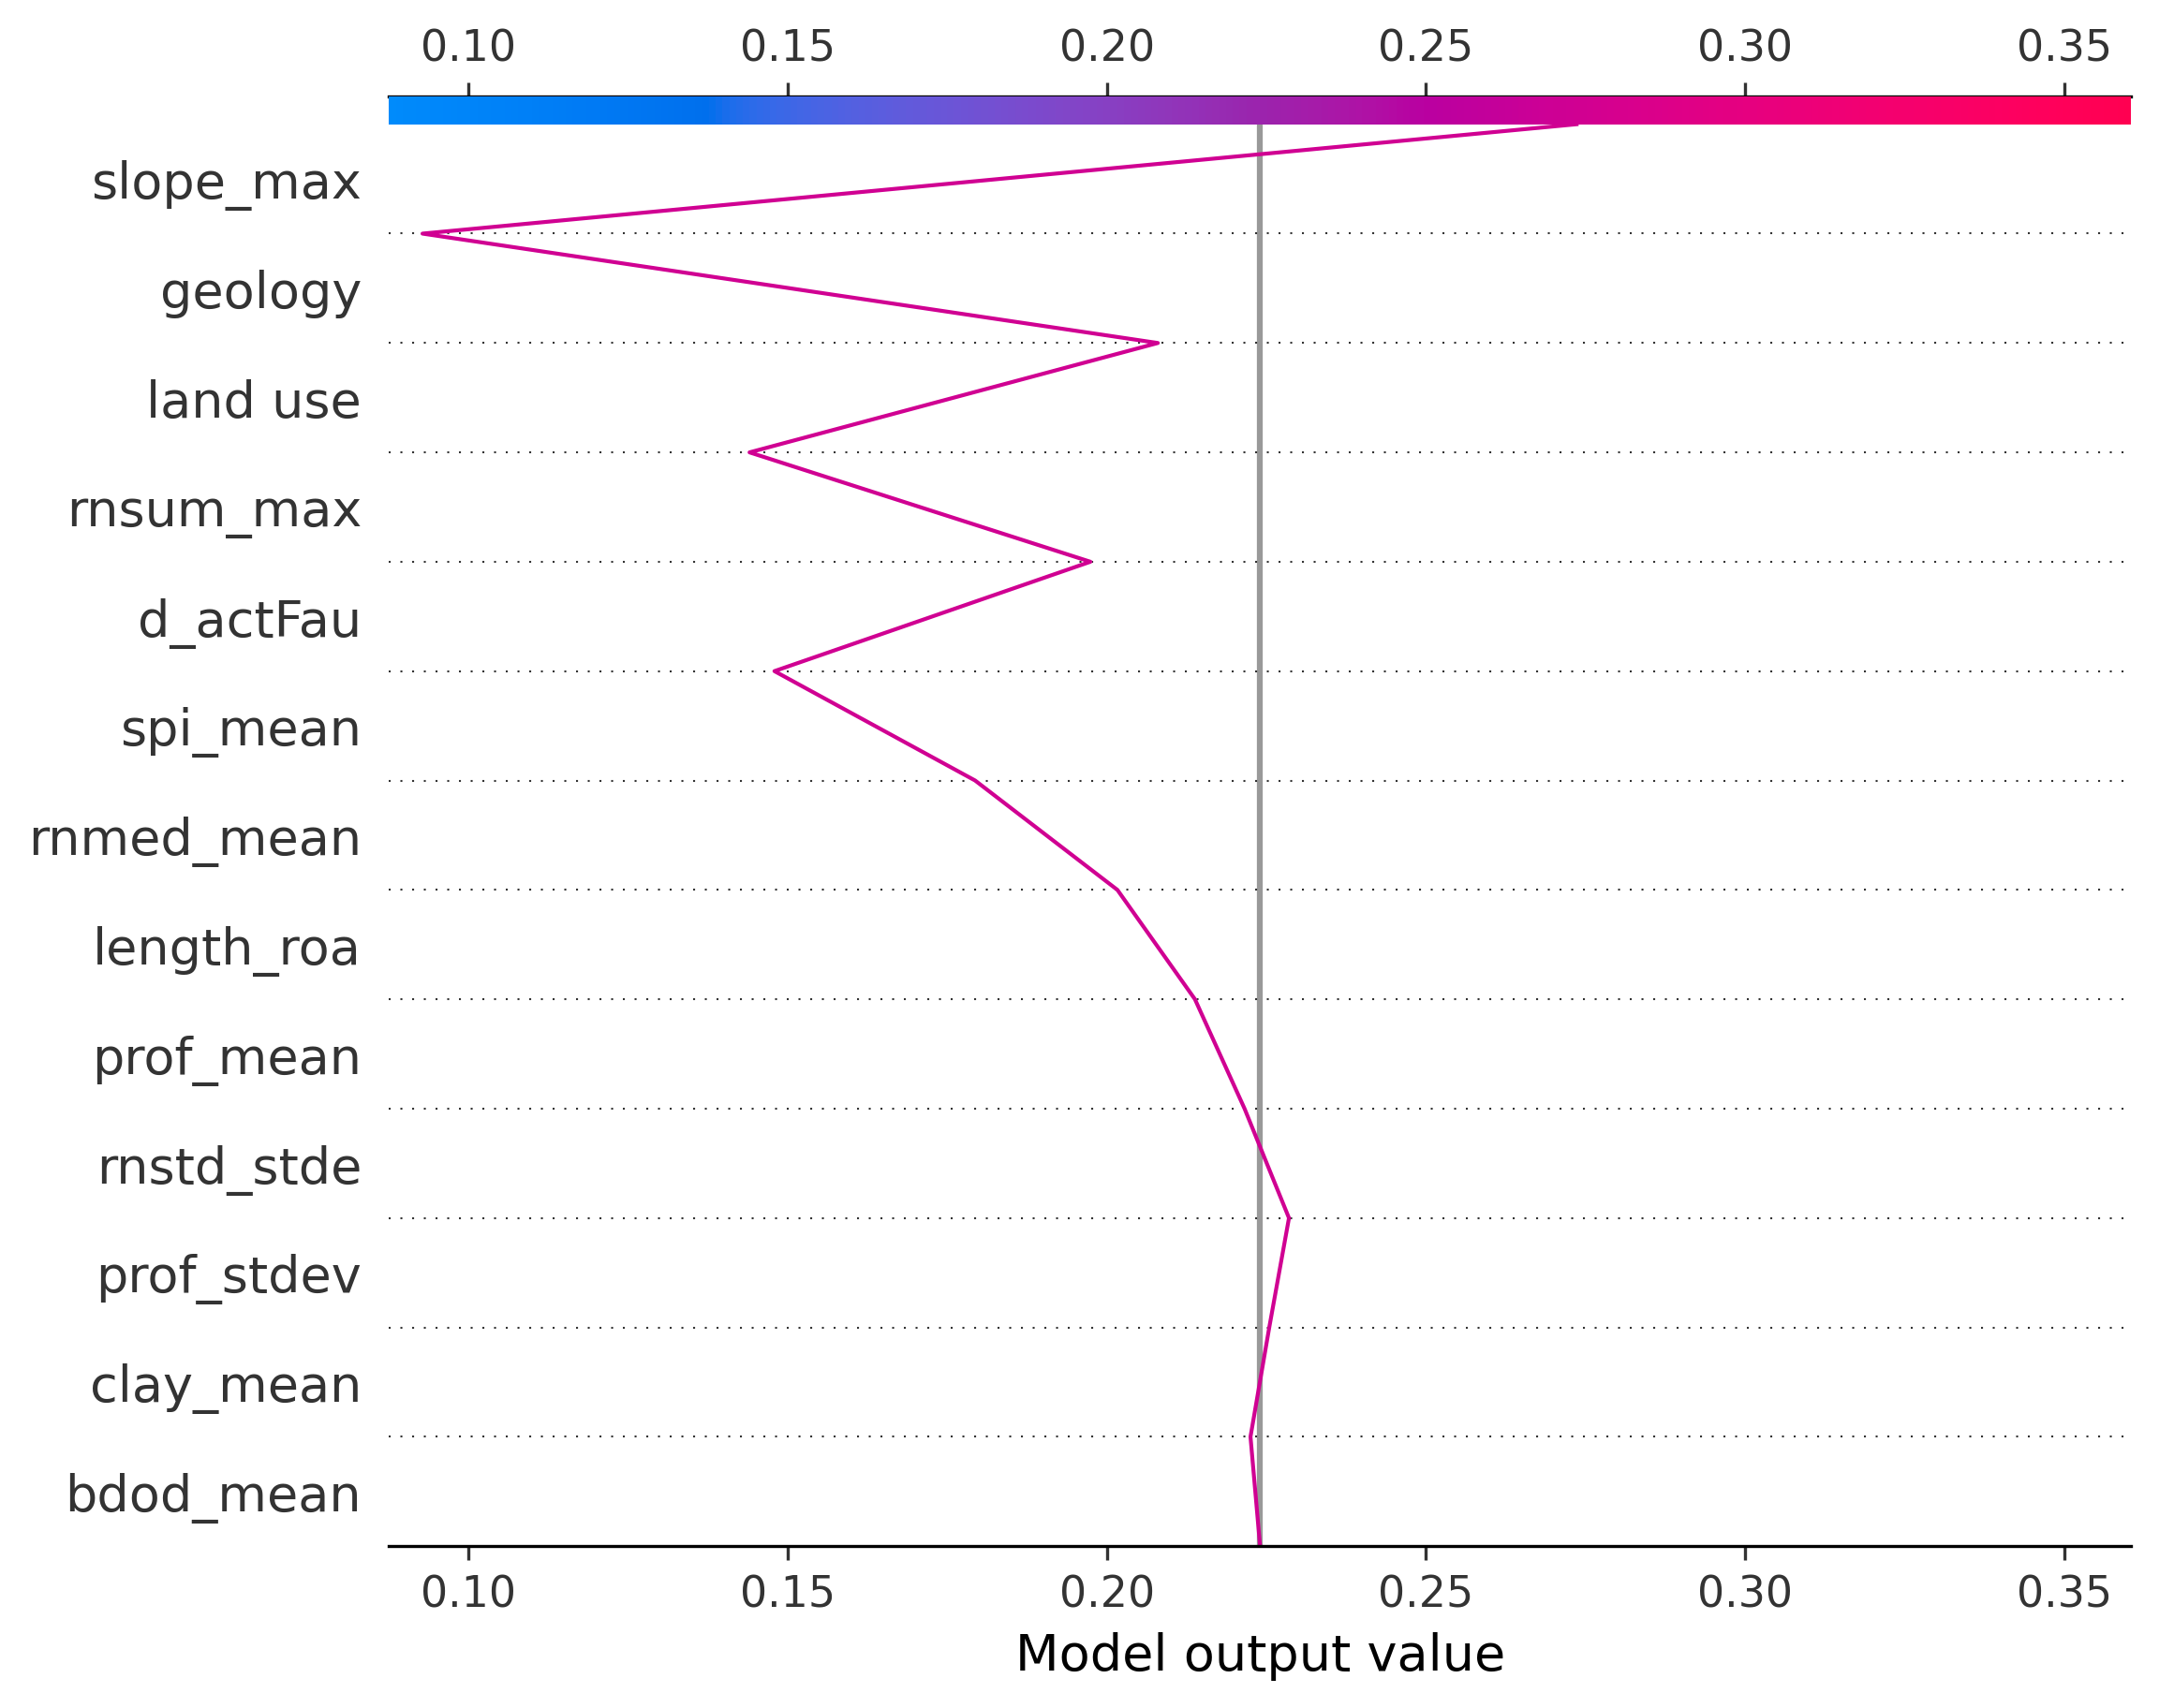 0.10 0.15 0.20 0.25 0.30 0.35
slope_max
geology
land use
rnsum_max
d_actFau
spi_mean
rnmed_mean
length_roa
prof_mean
rnstd_stde
prof_stdev
clay_mean
bdod_mean
0.10 0.15 0.20 0.25 0.30 0.35
Model output value